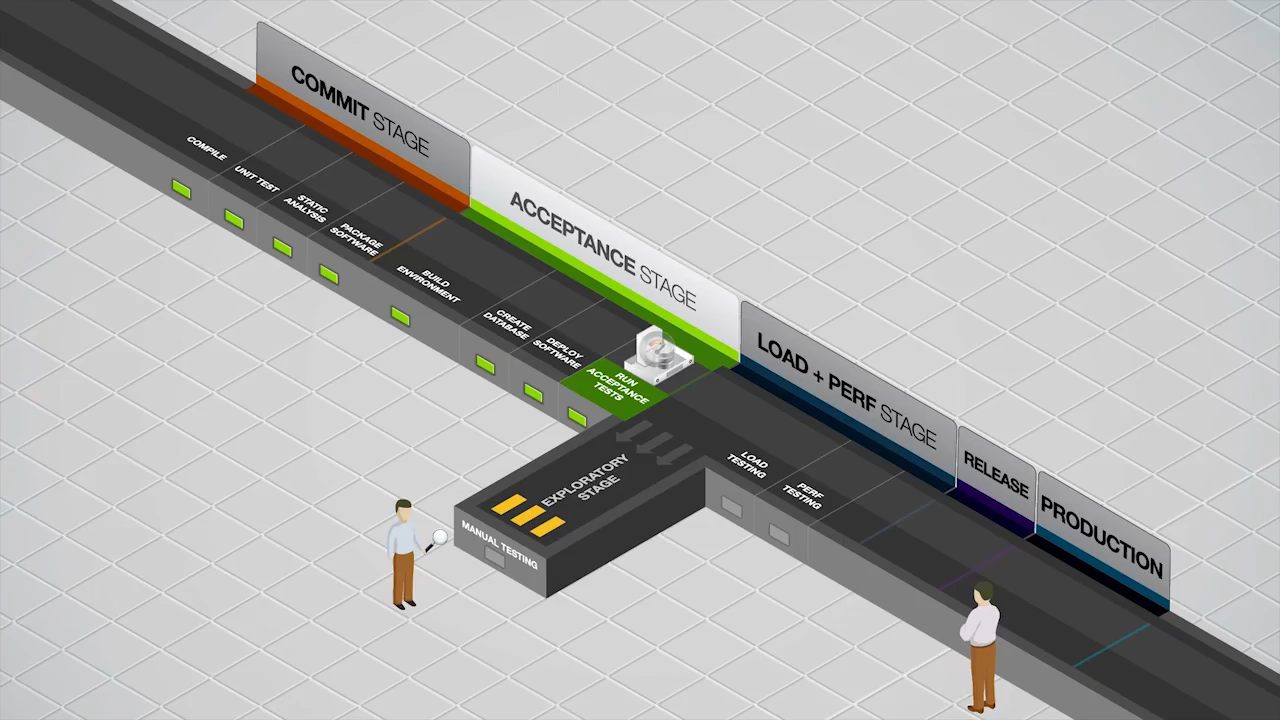 COMMIT STAGE
COMPILE
UNIT TEST
STATIC
ANALYSIS
PACKAGE
SOFTWARE
ACCEPTANCE STAGE
BUILD
ENVIRONMENT
CREATE
DATABASE
DEPLOY
SOFTWARE
RUN
ACCEPTANCE
TESTS
EXPLORATORY
STAGE
MANUAL TESTING
LOAD + PERF STAGE
LOAD
TESTING
PERF
TESTING
RELEASE
PRODUCTION